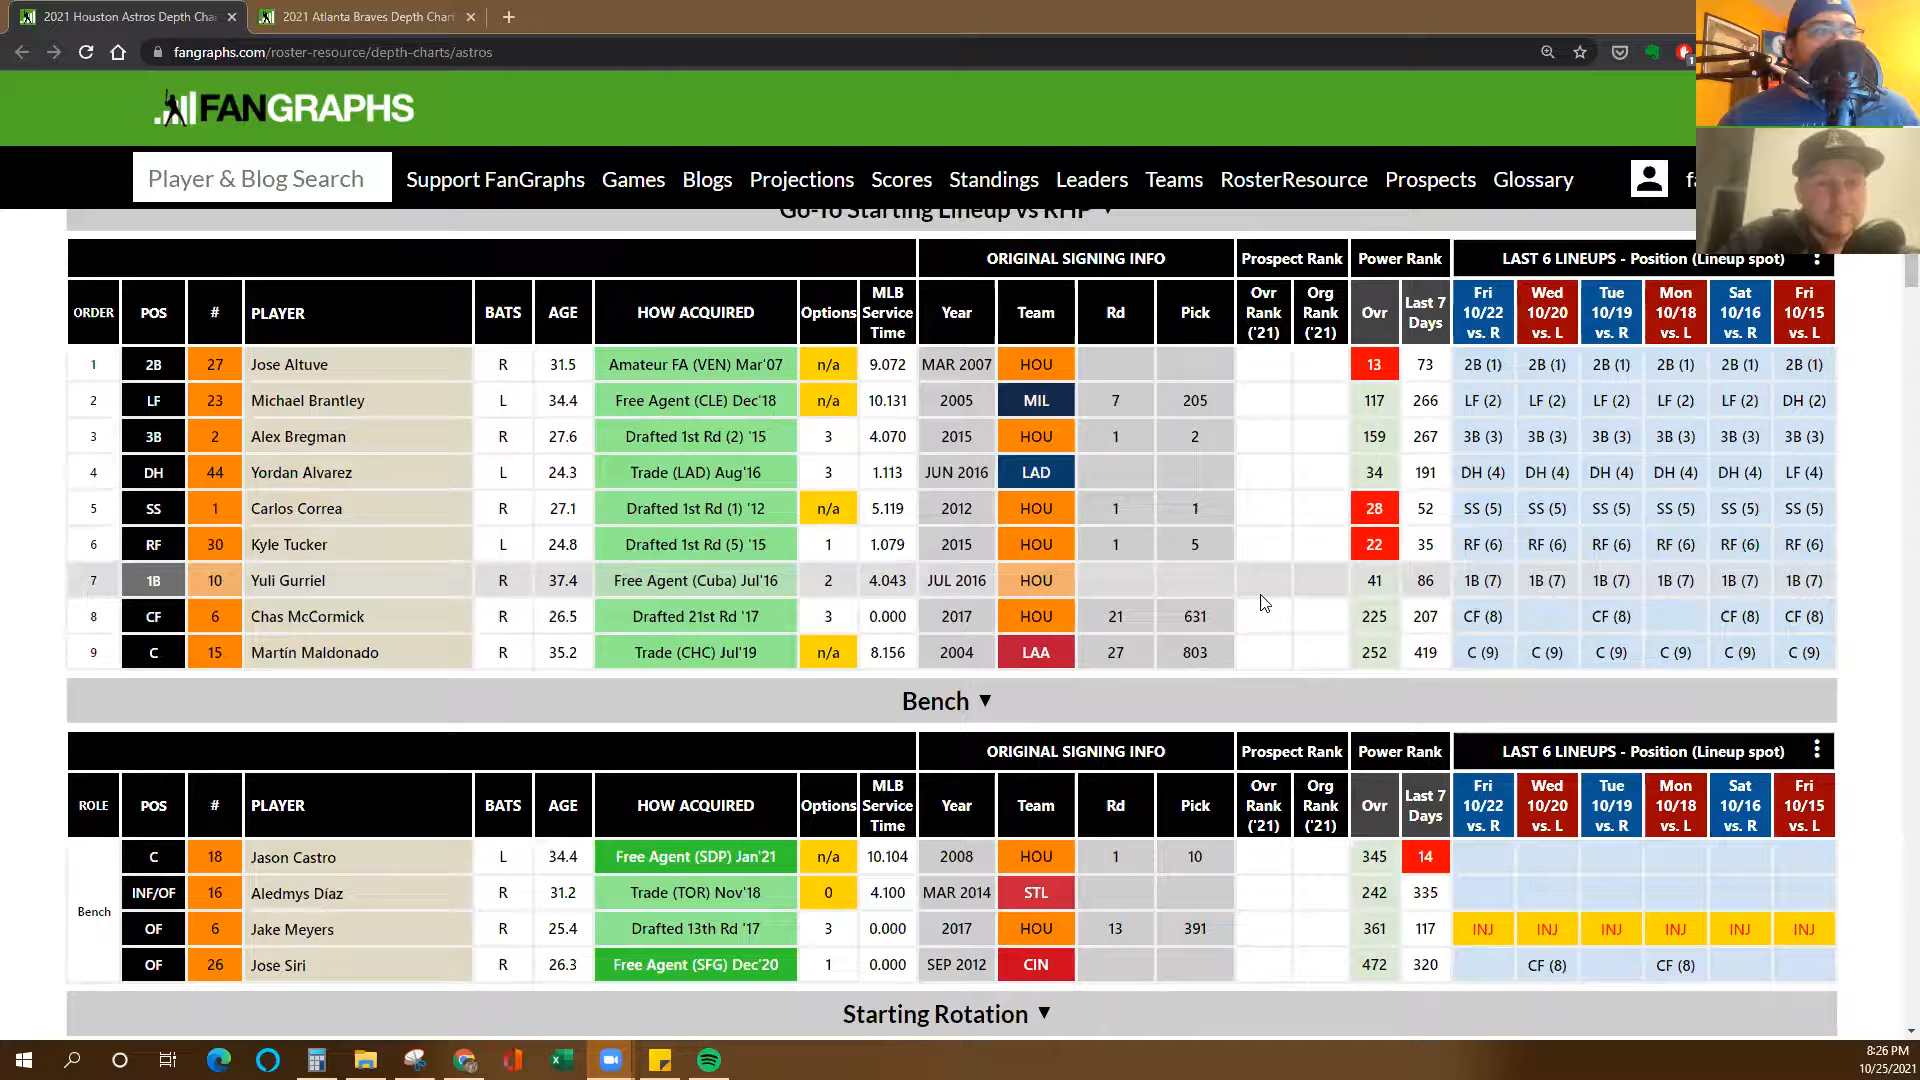 2021 Houston Astros Depth Cha
2021 Atlanta Braves Depth Chart
fangraphs.com/roster-resource/depth-charts/astros
FANGRAPHS
Player & Blog Search Support FanGraphs Games Blogs Projections Scores Standings Leaders Teams RosterResource Prospects Glossary fa
Go-To Starting Lineup vs RHP
ORIGINAL SIGNING INFO Prospect Rank Power Rank LAST 6 LINEUPS - Position (Lineup spot)
ORDER POS # PLAYER BATS AGE HOW ACQUIRED Options MLB Service Time Year Team Rd Pick Ovr Rank ('21) Org Rank ('21) Ovr Last 7 Days Fri 10/22 vs. R Wed 10/20 vs. L Tue 10/19 vs. R Mon 10/18 vs. L Sat 10/16 vs. R Fri 10/15 vs. L
1 2B 27 Jose Altuve R 31.5 Amateur FA (VEN) Mar'07 n/a 9.072 MAR 2007 HOU 13 73 2B (1) 2B (1) 2B (1) 2B (1) 2B (1) 2B (1)
2 LF 23 Michael Brantley L 34.4 Free Agent (CLE) Dec'18 n/a 10.131 2005 MIL 7 205 117 266 LF (2) LF (2) LF (2) LF (2) LF (2) DH (2)
3 3B 2 Alex Bregman R 27.6 Drafted 1st Rd (2) '15 3 4.070 2015 HOU 1 2 159 267 3B (3) 3B (3) 3B (3) 3B (3) 3B (3) 3B (3)
4 DH 44 Yordan Alvarez L 24.3 Trade (LAD) Aug'16 3 1.113 JUN 2016 LAD 34 191 DH (4) DH (4) DH (4) DH (4) DH (4) LF (4)
5 SS 1 Carlos Correa R 27.1 Drafted 1st Rd (1) '12 n/a 5.119 2012 HOU 1 1 28 52 SS (5) SS (5) SS (5) SS (5) SS (5) SS (5)
6 RF 30 Kyle Tucker L 24.8 Drafted 1st Rd (5) '15 1 1.079 2015 HOU 1 5 22 35 RF (6) RF (6) RF (6) RF (6) RF (6) RF (6)
7 1B 10 Yuli Gurriel R 37.4 Free Agent (Cuba) Jul'16 2 4.043 JUL 2016 HOU 41 86 1B (7) 1B (7) 1B (7) 1B (7) 1B (7) 1B (7)
8 CF 6 Chas McCormick R 26.5 Drafted 21st Rd '17 3 0.000 2017 HOU 21 631 225 207 CF (8) CF (8) CF (8) CF (8)
9 C 15 Martín Maldonado R 35.2 Trade (CHC) Jul'19 n/a 8.156 2004 LAA 27 803 252 419 C (9) C (9) C (9) C (9) C (9) C (9)
Bench
ORIGINAL SIGNING INFO Prospect Rank Power Rank LAST 6 LINEUPS - Position (Lineup spot)
ROLE POS # PLAYER BATS AGE HOW ACQUIRED Options MLB Service Time Year Team Rd Pick Ovr Rank ('21) Org Rank ('21) Ovr Last 7 Days Fri 10/22 vs. R Wed 10/20 vs. L Tue 10/19 vs. R Mon 10/18 vs. L Sat 10/16 vs. R Fri 10/15 vs. L
Bench
C 18 Jason Castro L 34.4 Free Agent (SDP) Jan'21 n/a 10.104 2008 HOU 1 10 345 14
INF/OF 16 Aledmys Díaz R 31.2 Trade (TOR) Nov'18 0 4.100 MAR 2014 STL 242 335
OF 6 Jake Meyers R 25.4 Drafted 13th Rd '17 3 0.000 2017 HOU 13 391 361 117 INJ INJ INJ INJ INJ INJ
OF 26 Jose Siri R 26.3 Free Agent (SFG) Dec'20 1 0.000 SEP 2012 CIN 472 320 CF (8) CF (8)
Starting Rotation
8:26 PM
10/25/2021